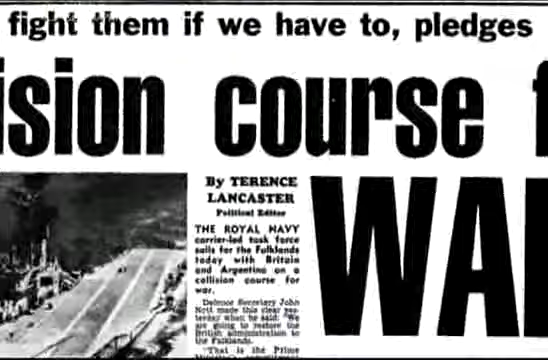 fight them if we have to, pledges
ision course f
WAR
By TERENCE
LANCASTER
Political Editor
THE ROYAL NAVY
carrier-led task force
sails for the Falklands
today with Britain
and Argentina on a
collision course for
war.
Defence Secretary John
Nott made this clear yes-
terday when he said: "We
are going to restore the
British administration to
the Falklands.
"That is the Prime